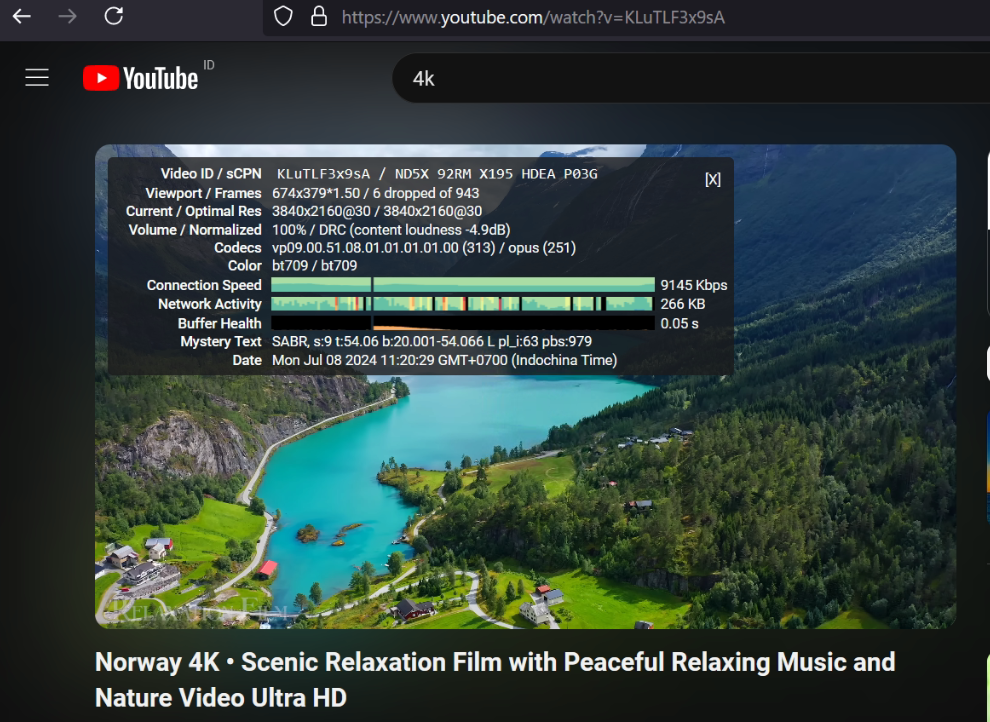 https://www.youtube.com/watch?v=KLuTLF3x9sA
YouTube ID
4k
Video ID / sCPN KLuTLF3x9sA / ND5X 92RM X195 HDEA P03G
[X]
Viewport / Frames 674x379*1.50 / 6 dropped of 943
Current / Optimal Res 3840x2160@30 / 3840x2160@30
Volume / Normalized 100% / DRC (content loudness -4.9dB)
Codecs vp09.00.51.08.01.01.01.01.00 (313) / opus (251)
Color bt709 / bt709
Connection Speed 9145 Kbps
Network Activity 266 KB
Buffer Health 0.05 s
Mystery Text SABR, s:9 t:54.06 b:20.001-54.066 L pl_i:63 pbs:979
Date Mon Jul 08 2024 11:20:29 GMT+0700 (Indochina Time)
RELAXATION FILM
Norway 4K • Scenic Relaxation Film with Peaceful Relaxing Music and
Nature Video Ultra HD